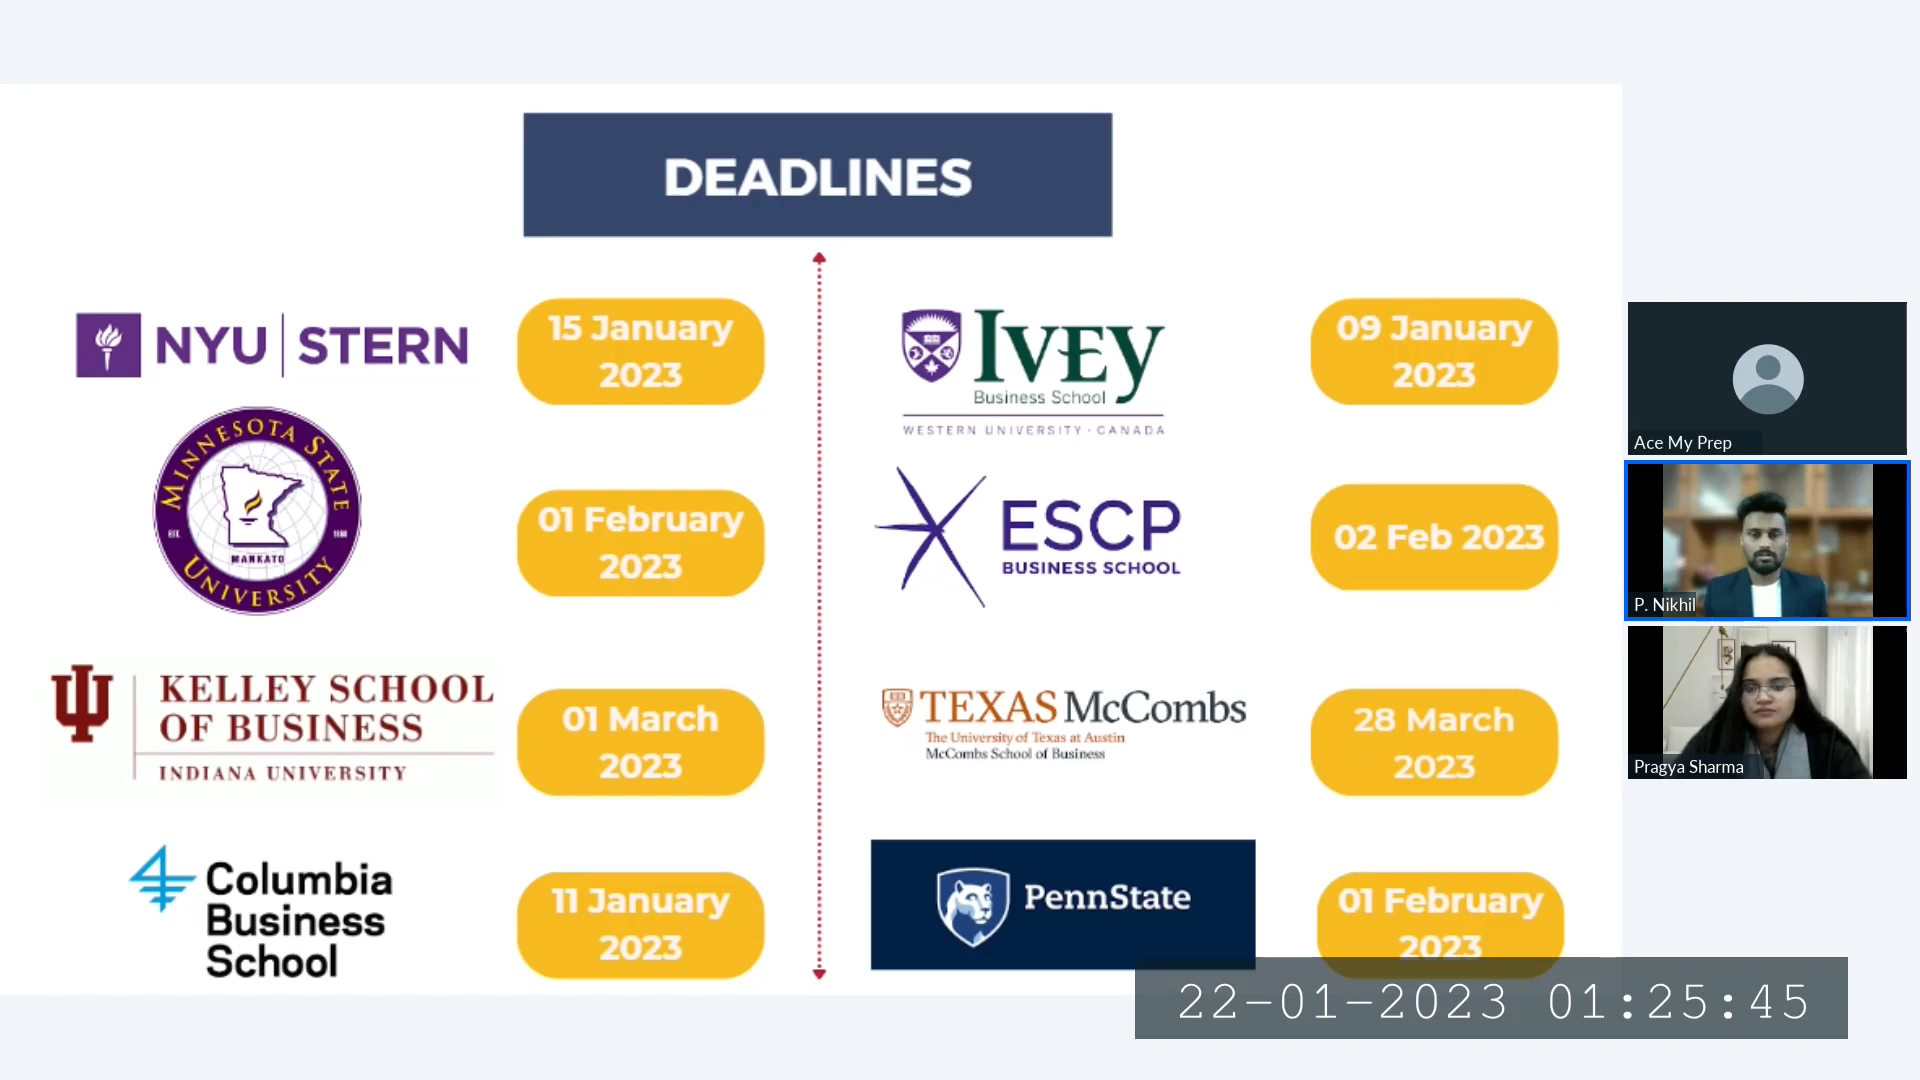 DEADLINES
NYU STERN
15 January
2023
MINNESOTA STATE
UNIVERSITY
EST. 1868
MANKATO
01 February
2023
KELLEY SCHOOL
OF BUSINESS
INDIANA UNIVERSITY
01 March
2023
Columbia
Business
School
11 January
2023
IVEY
Business School
WESTERN UNIVERSITY · CANADA
09 January
2023
ESCP
BUSINESS SCHOOL
02 Feb 2023
TEXAS McCombs
The University of Texas at Austin
McCombs School of Business
28 March
2023
PennState
01 February
2023
Ace My Prep
P. Nikhil
Pragya Sharma
22-01-2023 01:25:45